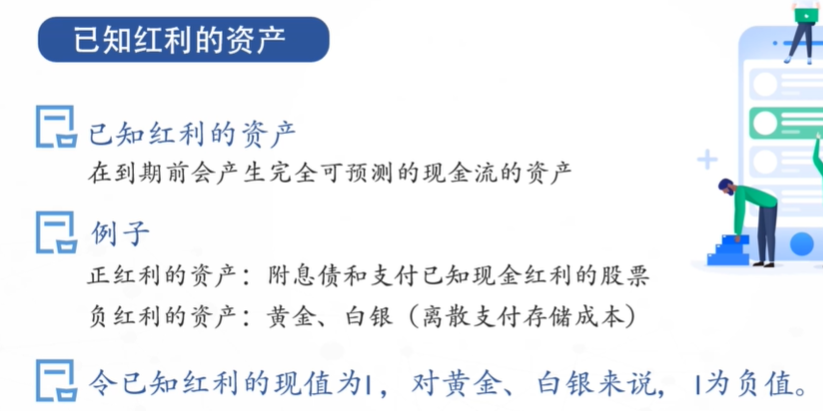 已知红利的资产
已知红利的资产
在到期前会产生完全可预测的现金流的资产
例子
正红利的资产：附息债和支付已知现金红利的股票
负红利的资产：黄金、白银（离散支付存储成本）
令已知红利的现值为I，对黄金、白银来说，I为负值。